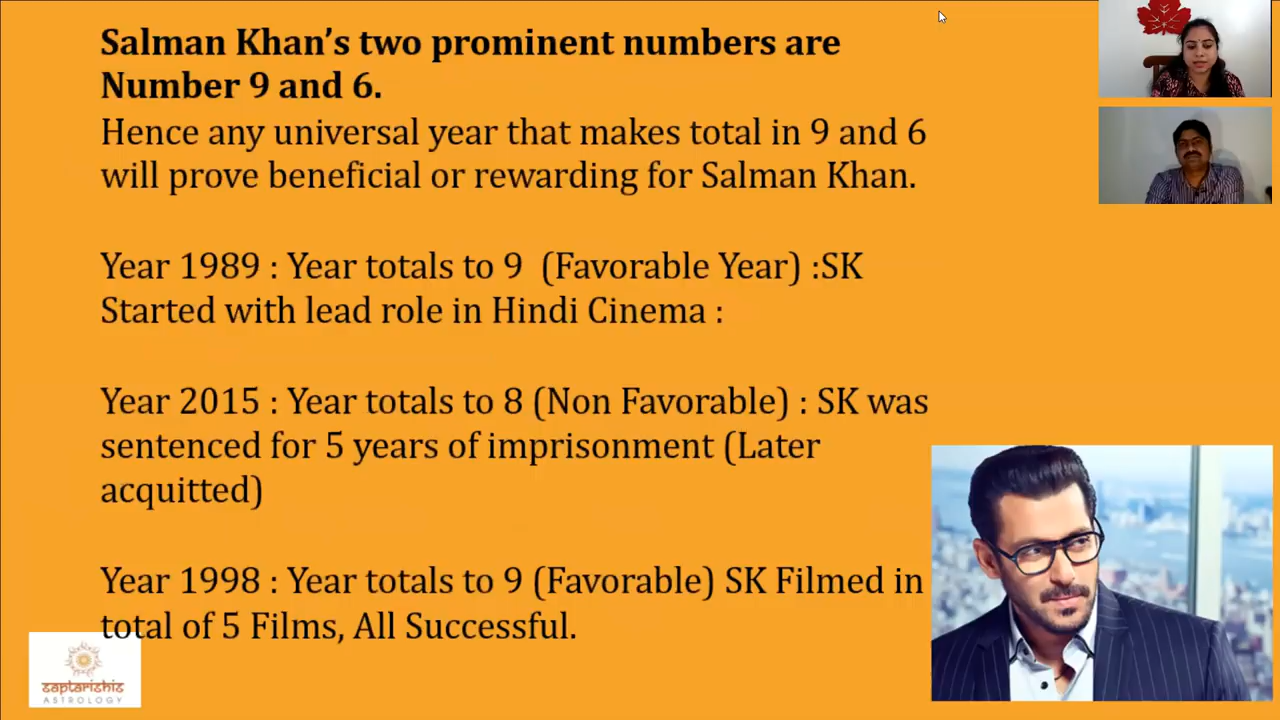 Salman Khan's two prominent numbers are
Number 9 and 6.
Hence any universal year that makes total in 9 and 6
will prove beneficial or rewarding for Salman Khan.
Year 1989 : Year totals to 9 (Favorable Year) :SK
Started with lead role in Hindi Cinema :
Year 2015 : Year totals to 8 (Non Favorable) : SK was
sentenced for 5 years of imprisonment (Later
acquitted)
Year 1998 : Year totals to 9 (Favorable) SK Filmed in
total of 5 Films, All Successful.
saptarishis
ASTROLOGY